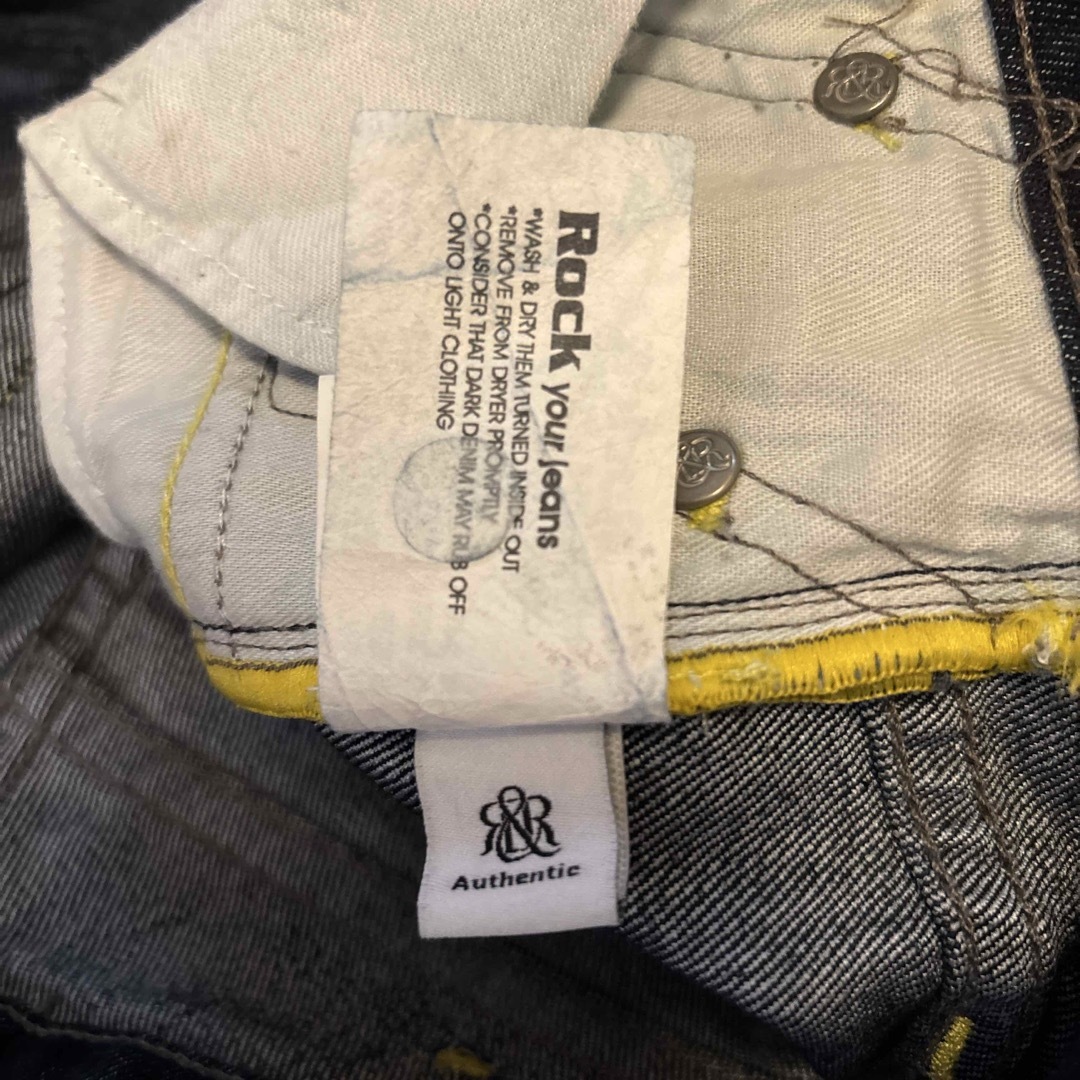 Rock your jeans
*WASH & DRY THEM TURNED INSIDE OUT
*REMOVE FROM DRYER PROMPTLY
*CONSIDER THAT DARK DENIM MAY RUB OFF
ONTO LIGHT CLOTHING
R&R
Authentic